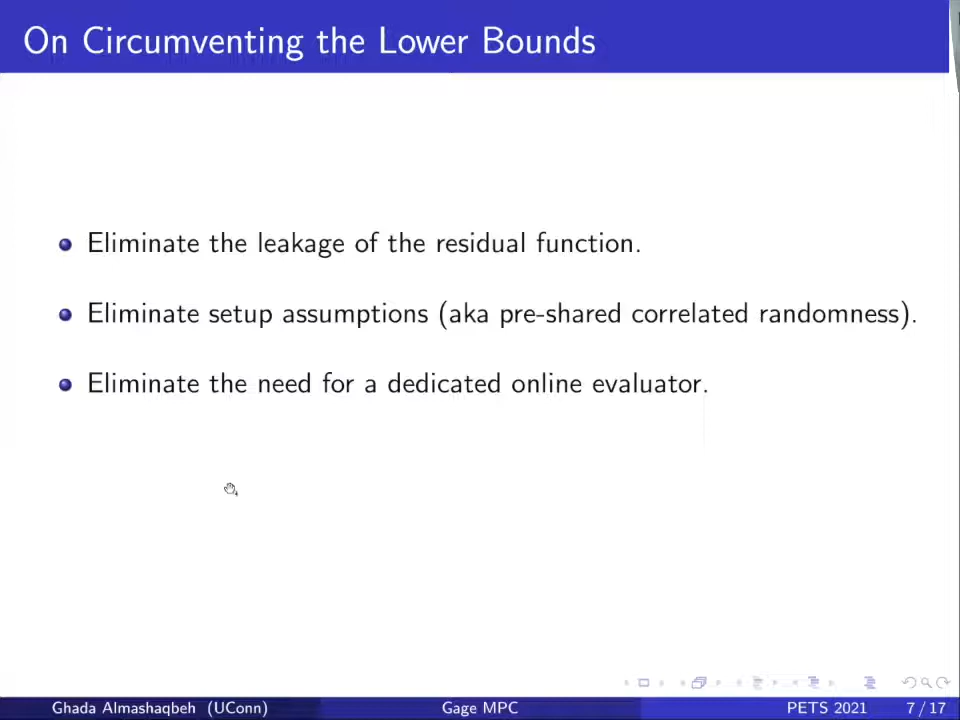 On Circumventing the Lower Bounds
Eliminate the leakage of the residual function.
Eliminate setup assumptions (aka pre-shared correlated randomness).
Eliminate the need for a dedicated online evaluator.
Ghada Almashaqbeh (UConn) Gage MPC PETS 2021 7 / 17